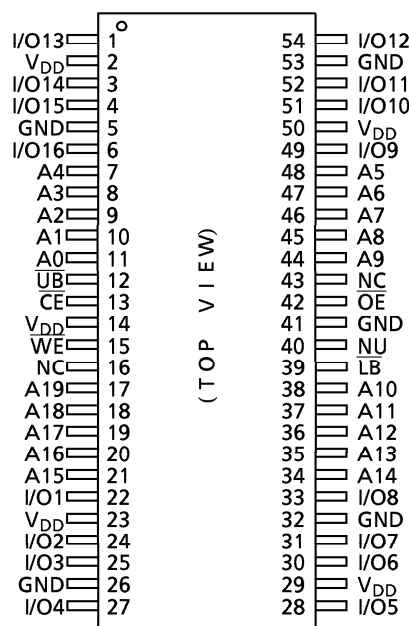 I/O13 1 54 I/O12
VDD 2 53 GND
I/O14 3 52 I/O11
I/O15 4 51 I/O10
GND 5 50 VDD
I/O16 6 49 I/O9
A4 7 48 A5
A3 8 47 A6
A2 9 46 A7
A1 10 45 A8
A0 11 44 A9
U̅B̅ 12 43 NC
C̅E̅ 13 42 O̅E̅
VDD 14 41 GND
W̅E̅ 15 40 NU
NC 16 39 L̅B̅
A19 17 38 A10
A18 18 37 A11
A17 19 36 A12
A16 20 35 A13
A15 21 34 A14
I/O1 22 33 I/O8
VDD 23 32 GND
I/O2 24 31 I/O7
I/O3 25 30 I/O6
GND 26 29 VDD
I/O4 27 28 I/O5
(TOP VIEW)